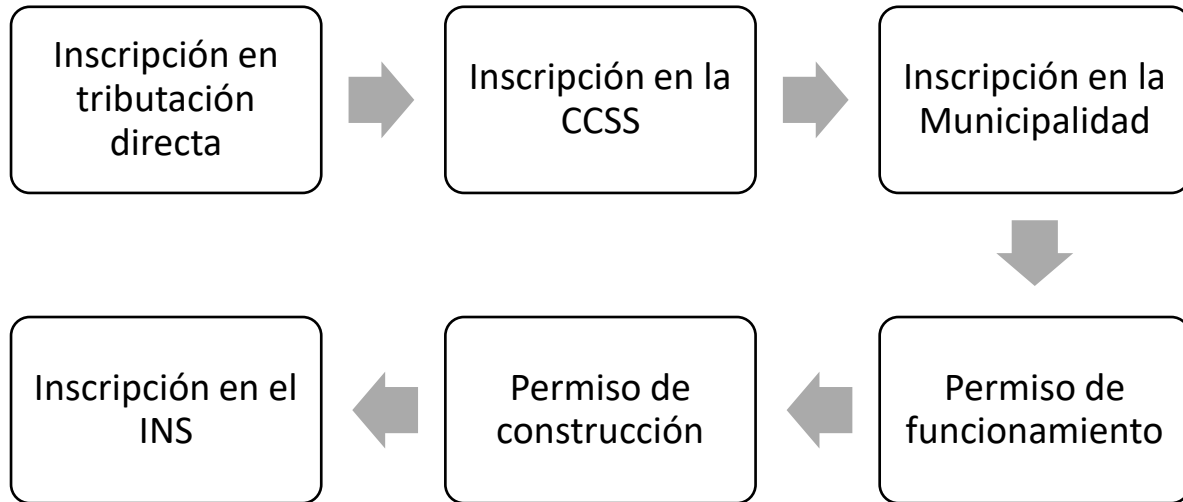 Inscripción en
tributación
directa
Inscripción en la
CCSS
Inscripción en la
Municipalidad
Permiso de
funcionamiento
Permiso de
construcción
Inscripción en el
INS